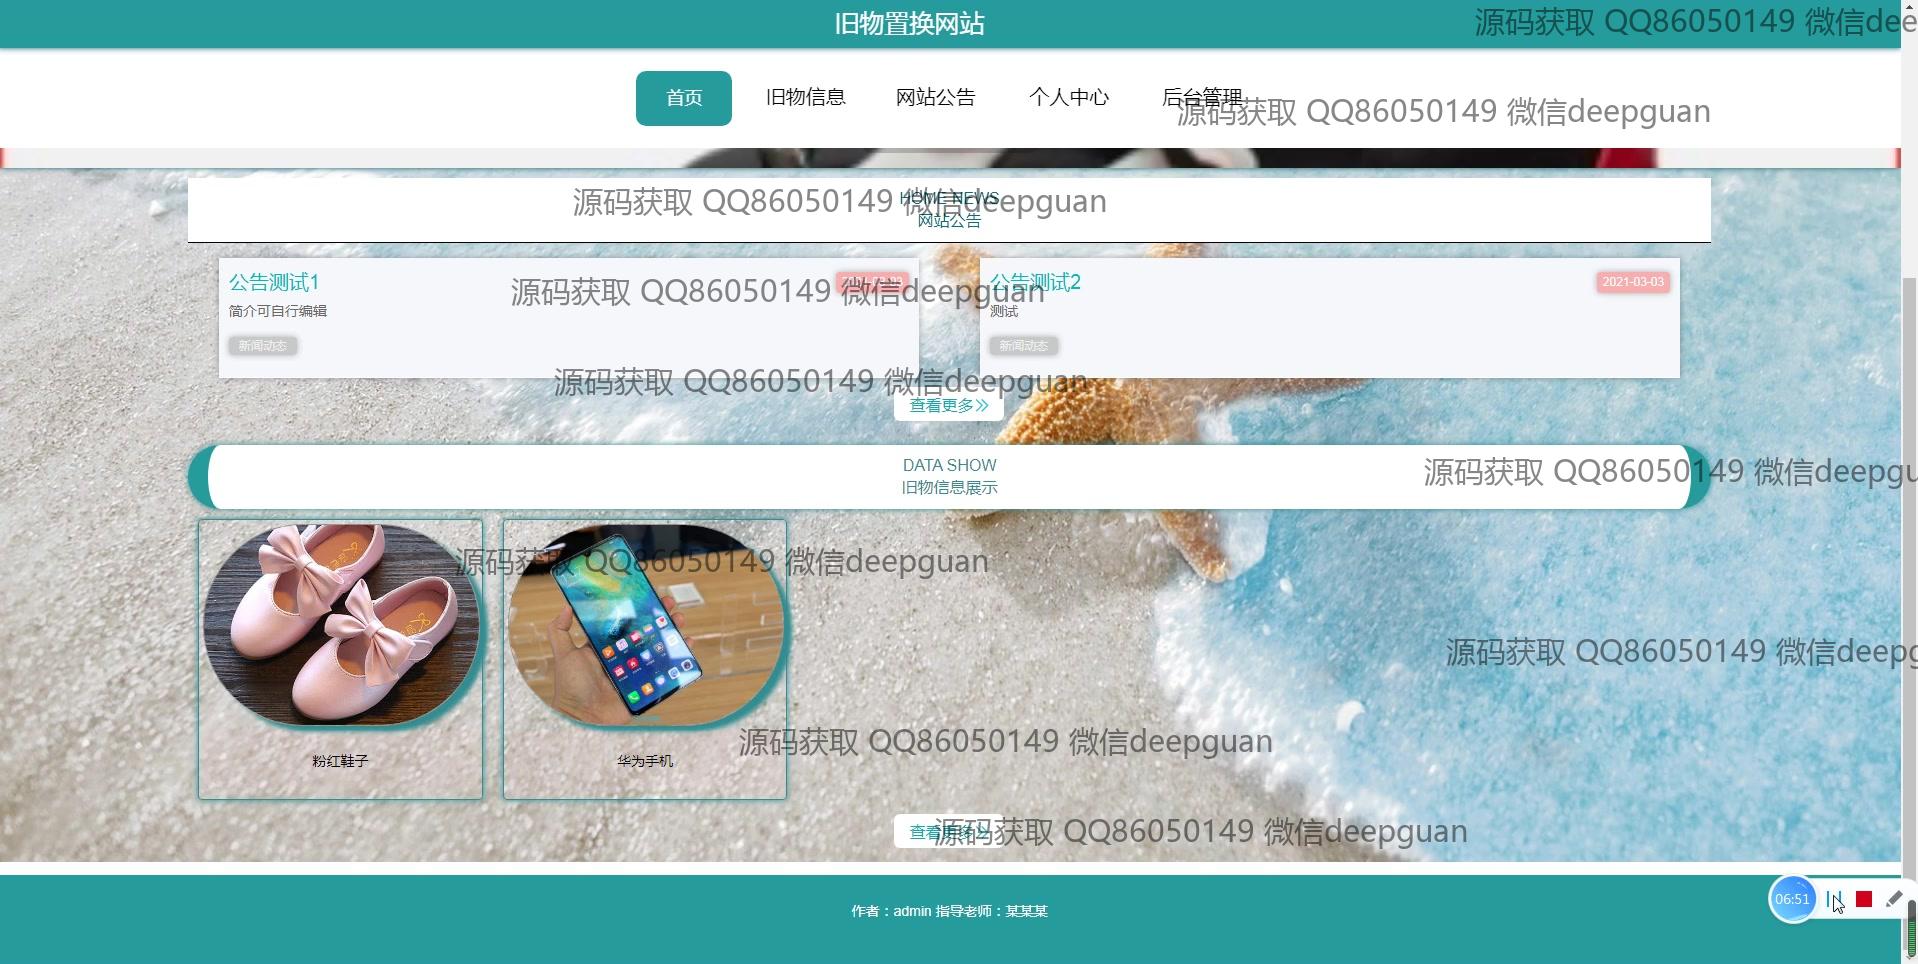 旧物置换网站
源码获取 QQ86050149 微信dee
首页 旧物信息 网站公告 个人中心 后台管理
源码获取 QQ86050149 微信deepguan
HOME NEWS
源码获取 QQ86050149 微信deepguan
网站公告
公告测试1
公告测试2 2021-03-03
源码获取 QQ86050149 微信deepguan
简介可自行编辑
测试
新闻动态
新闻动态
源码获取 QQ86050149 微信deepguan
查看更多
DATA SHOW
源码获取 QQ86050149 微信deepgu
旧物信息展示
源码获取 QQ86050149 微信deepguan
源码获取 QQ86050149 微信deepg
源码获取 QQ86050149 微信deepguan
粉红鞋子
华为手机
查看更多
源码获取 QQ86050149 微信deepguan
06:51
作者：admin 指导老师：某某某